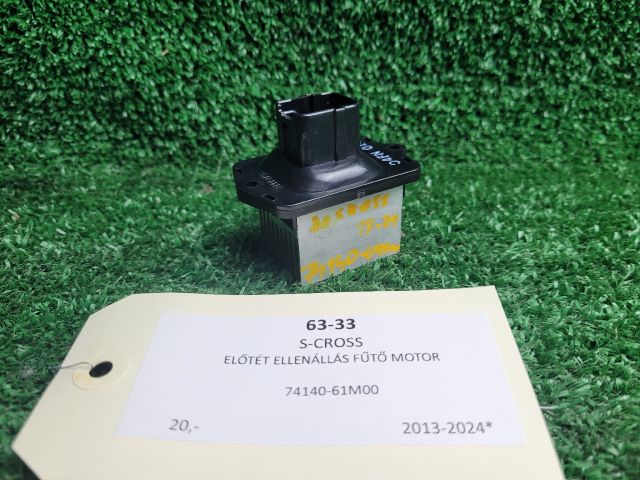 63-33
S-CROSS
ELŐTÉT ELLENÁLLÁS FŰTŐ MOTOR
74140-61M00
20,-
2013-2024*